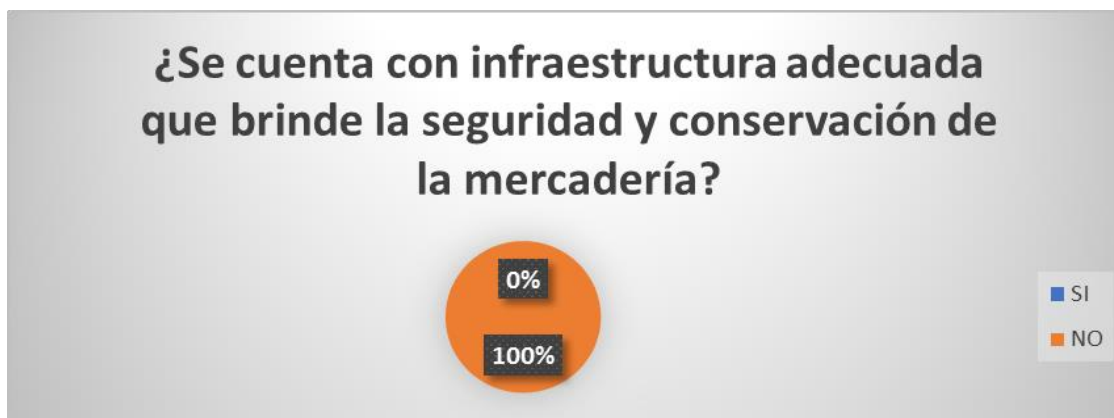 ¿Se cuenta con infraestructura adecuada
que brinde la seguridad y conservación de
la mercadería?
0%
100%
SI
NO